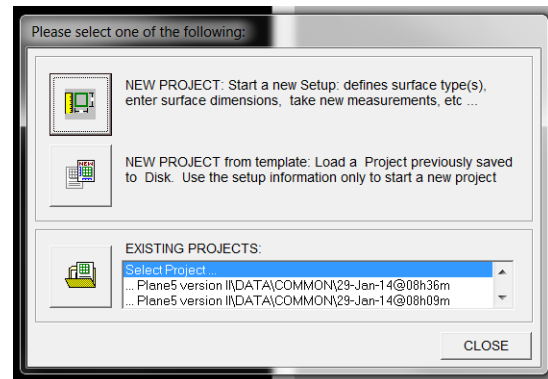 Please select one of the following:
NEW PROJECT: Start a new Setup: defines surface type(s),
enter surface dimensions,  take new measurements, etc ...
NEW
NEW PROJECT from template: Load a  Project previously saved
to  Disk.  Use the setup information only to start a new project
EXISTING PROJECTS:
Select Project ...
... Plane5 version II\DATA\COMMON\29-Jan-14@08h36m
... Plane5 version II\DATA\COMMON\29-Jan-14@08h09m
CLOSE